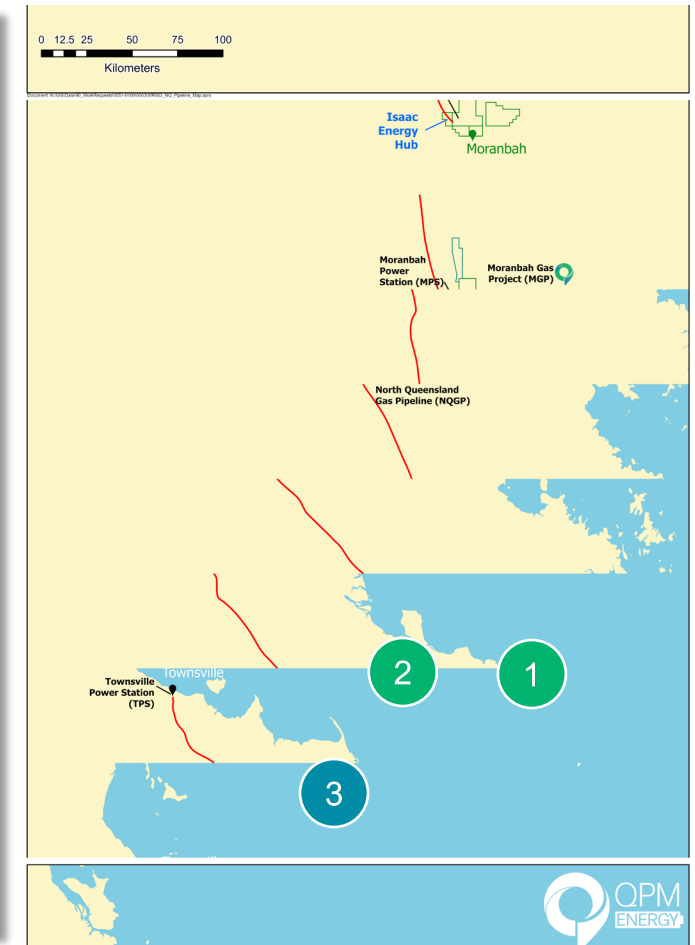 0 12.5 25 50 75 100
Kilometers
Isaac
Energy
Hub
Moranbah
Moranbah
Power
Station (MPS)
Moranbah Gas
Project (MGP)
North Queensland
Gas Pipeline (NQGP)
2
1
Townsville
Townsville
Power Station
(TPS)
3
QPM
ENERGY